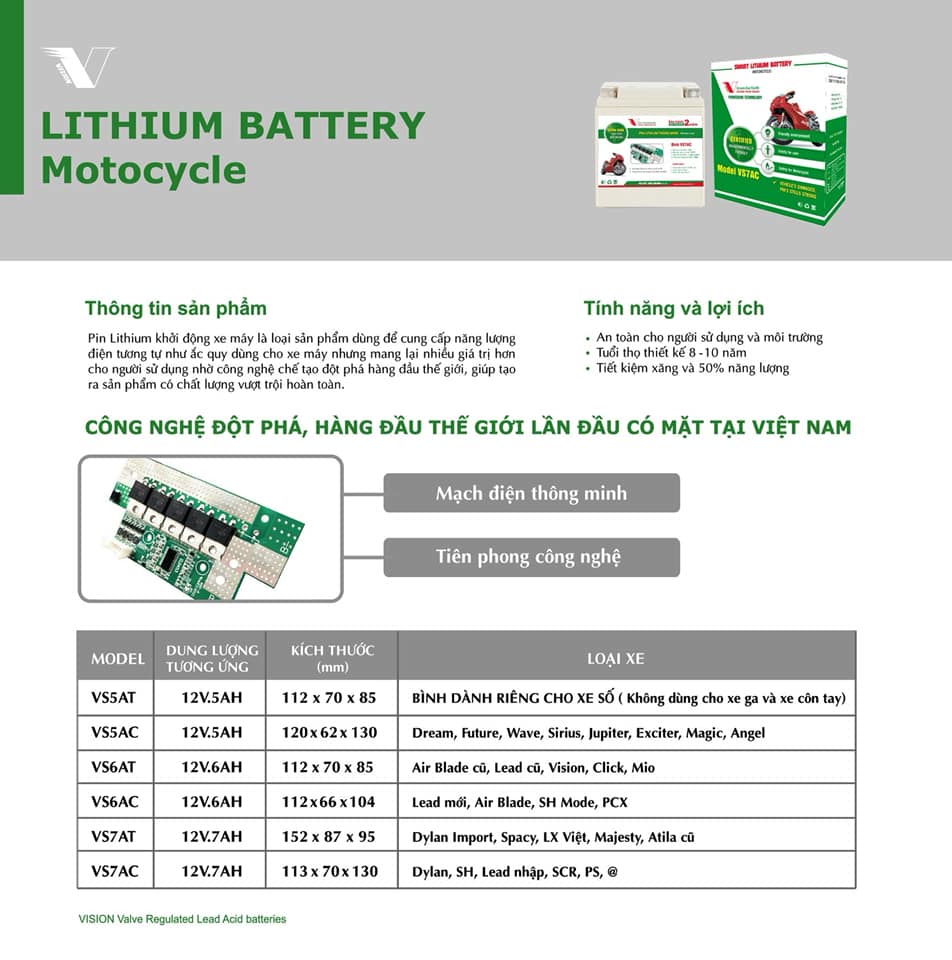 VISION
LITHIUM BATTERY
Motocycle
SMART LITHIUM BATTERY
MOTORCYCLE
Model VS7AC
Thông tin sản phẩm
Pin Lithium khởi động xe máy là loại sản phẩm dùng để cung cấp năng lượng
điện tương tự như ắc quy dùng cho xe máy nhưng mang lại nhiều giá trị hơn
cho người sử dụng nhờ công nghệ chế tạo đột phá hàng đầu thế giới, giúp tạo
ra sản phẩm có chất lượng vượt trội hoàn toàn.
Tính năng và lợi ích
• An toàn cho người sử dụng và môi trường
• Tuổi thọ thiết kế 8 -10 năm
• Tiết kiệm xăng và 50% năng lượng
CÔNG NGHỆ ĐỘT PHÁ, HÀNG ĐẦU THẾ GIỚI LẦN ĐẦU CÓ MẶT TẠI VIỆT NAM
Mạch điện thông minh
Tiên phong công nghệ
MODEL DUNG LƯỢNG TƯƠNG ỨNG KÍCH THƯỚC (mm) LOẠI XE
VS5AT 12V.5AH 112 x 70 x 85 BÌNH DÀNH RIÊNG CHO XE SỐ ( Không dùng cho xe ga và xe côn tay)
VS5AC 12V.5AH 120 x 62 x 130 Dream, Future, Wave, Sirius, Jupiter, Exciter, Magic, Angel
VS6AT 12V.6AH 112 x 70 x 85 Air Blade cũ, Lead cũ, Vision, Click, Mio
VS6AC 12V.6AH 112 x 66 x 104 Lead mới, Air Blade, SH Mode, PCX
VS7AT 12V.7AH 152 x 87 x 95 Dylan Import, Spacy, LX Việt, Majesty, Atila cũ
VS7AC 12V.7AH 113 x 70 x 130 Dylan, SH, Lead nhập, SCR, PS, @
VISION Valve Regulated Lead Acid batteries